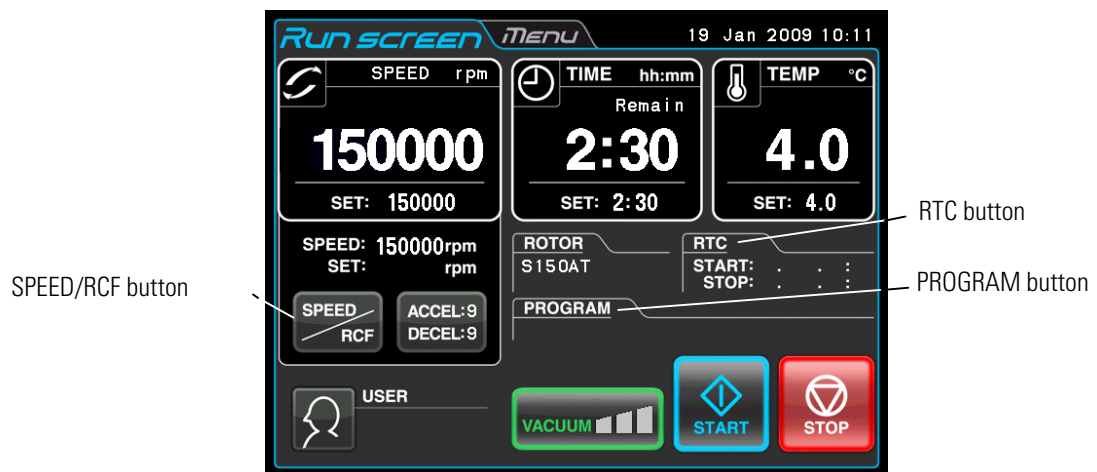 Run screen Menu 19 Jan 2009 10:11
SPEED rpm
150000
SET: 150000
TIME hh:mm
Remain
2:30
SET: 2:30
TEMP °C
4.0
SET: 4.0
RTC button
SPEED: 150000rpm
SET: rpm
ROTOR
S150AT
RTC
START: . . :
STOP: . . :
PROGRAM button
SPEED/RCF button
SPEED
RCF
ACCEL:9
DECEL:9
PROGRAM
USER
VACUUM
START
STOP